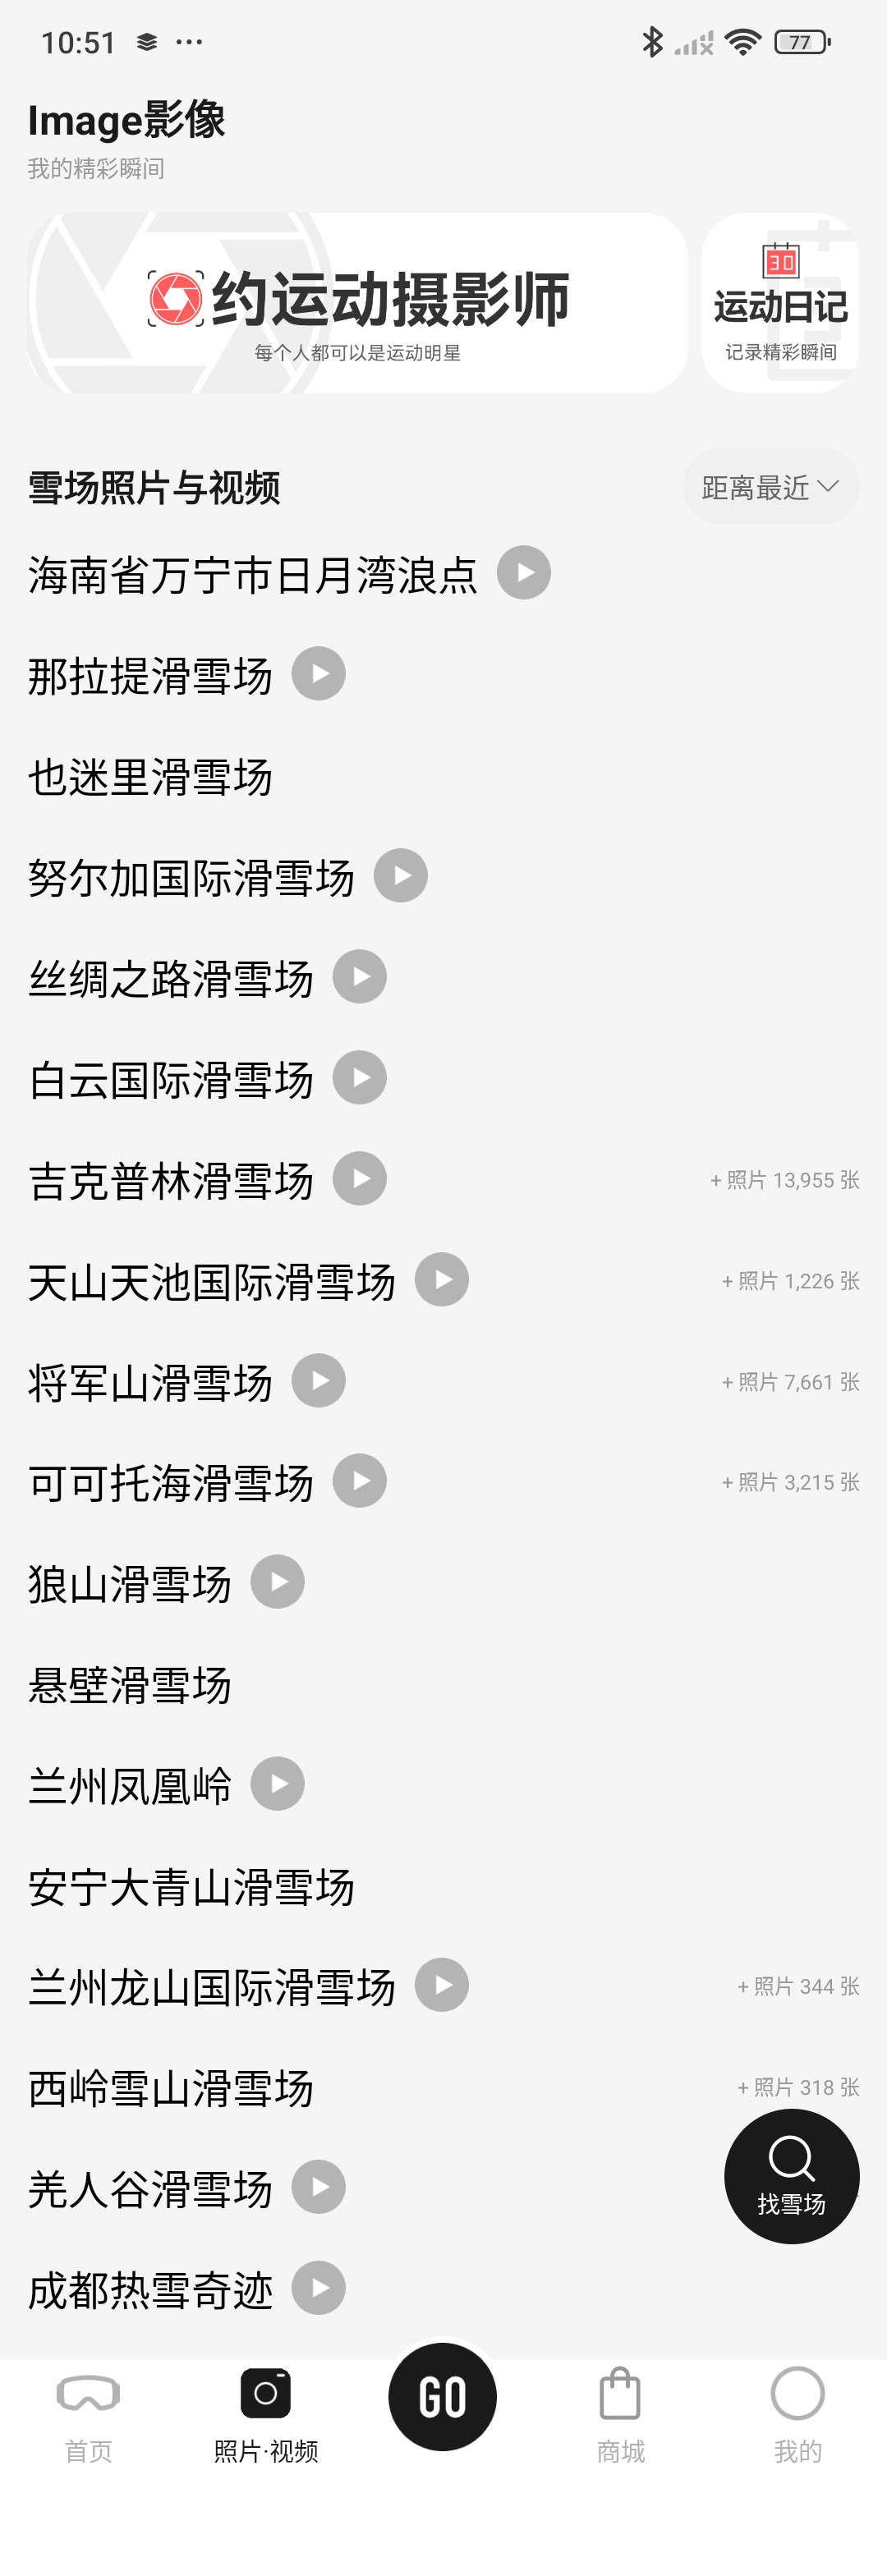 10:51
77
Image影像
我的精彩瞬间
约运动摄影师
每个人都可以是运动明星
30
运动日记
记录精彩瞬间
雪场照片与视频
距离最近
海南省万宁市日月湾浪点
那拉提滑雪场
也迷里滑雪场
努尔加国际滑雪场
丝绸之路滑雪场
白云国际滑雪场
吉克普林滑雪场 + 照片 13,955 张
天山天池国际滑雪场 + 照片 1,226 张
将军山滑雪场 + 照片 7,661 张
可可托海滑雪场 + 照片 3,215 张
狼山滑雪场
悬壁滑雪场
兰州凤凰岭
安宁大青山滑雪场
兰州龙山国际滑雪场 + 照片 344 张
西岭雪山滑雪场 + 照片 318 张
羌人谷滑雪场
找雪场
成都热雪奇迹
GO
首页 照片·视频 商城 我的